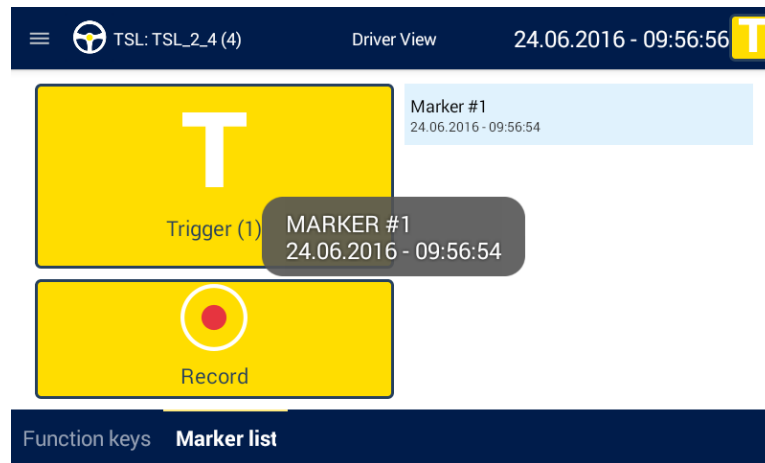 TSL: TSL_2_4 (4)
Driver View
24.06.2016 - 09:56:56
T
T
Trigger (1)
Marker #1
24.06.2016 - 09:56:54
MARKER #1
24.06.2016 - 09:56:54
Record
Function keys
Marker list